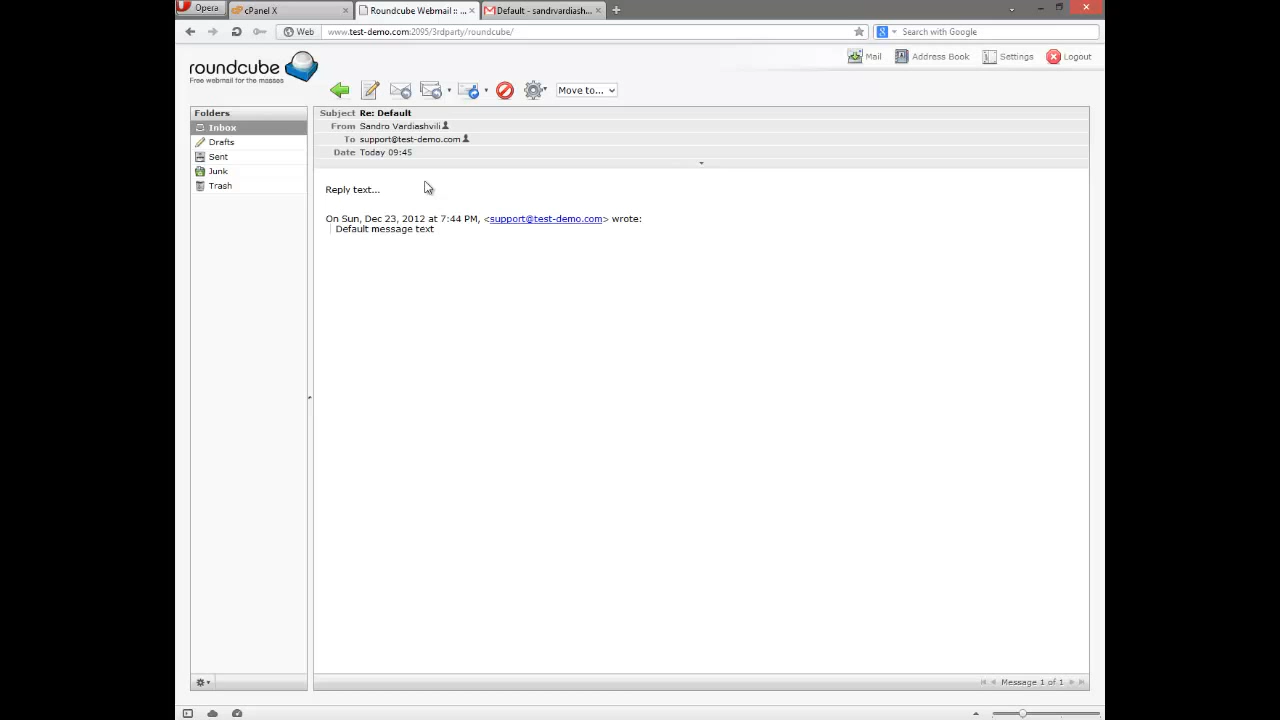 Opera
cPanel X
Roundcube Webmail :: ...
Default - sandrvardiash...
Web
www.test-demo.com:2095/3rdparty/roundcube/
Search with Google
roundcube
Free webmail for the masses
Mail
Address Book
Settings
Logout
Move to...
Folders
Inbox
Drafts
Sent
Junk
Trash
Subject Re: Default
From Sandro Vardiashvili
To support@test-demo.com
Date Today 09:45
Reply text...
On Sun, Dec 23, 2012 at 7:44 PM, <support@test-demo.com> wrote:
Default message text
Message 1 of 1